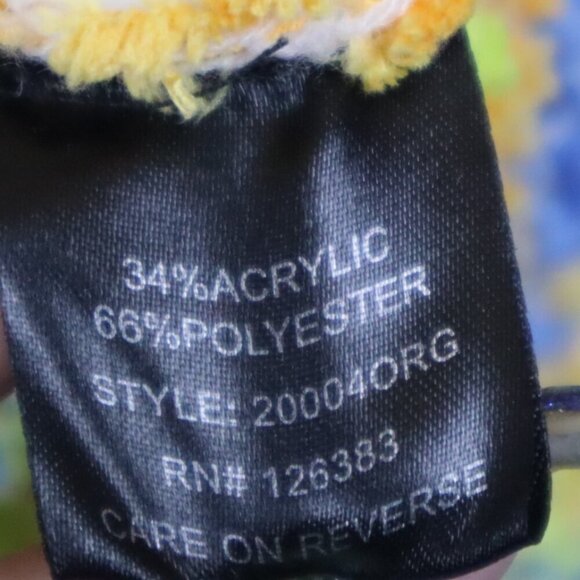 34%ACRYLIC
66%POLYESTER
STYLE: 20004ORG
RN# 126383
CARE ON REVERSE